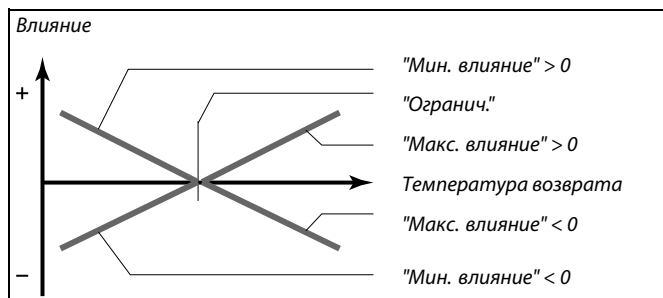 Влияние
"Мин. влияние" > 0
+
"Огранич."
"Макс. влияние" > 0
Температура возврата
"Макс. влияние" < 0
–
"Мин. влияние" < 0